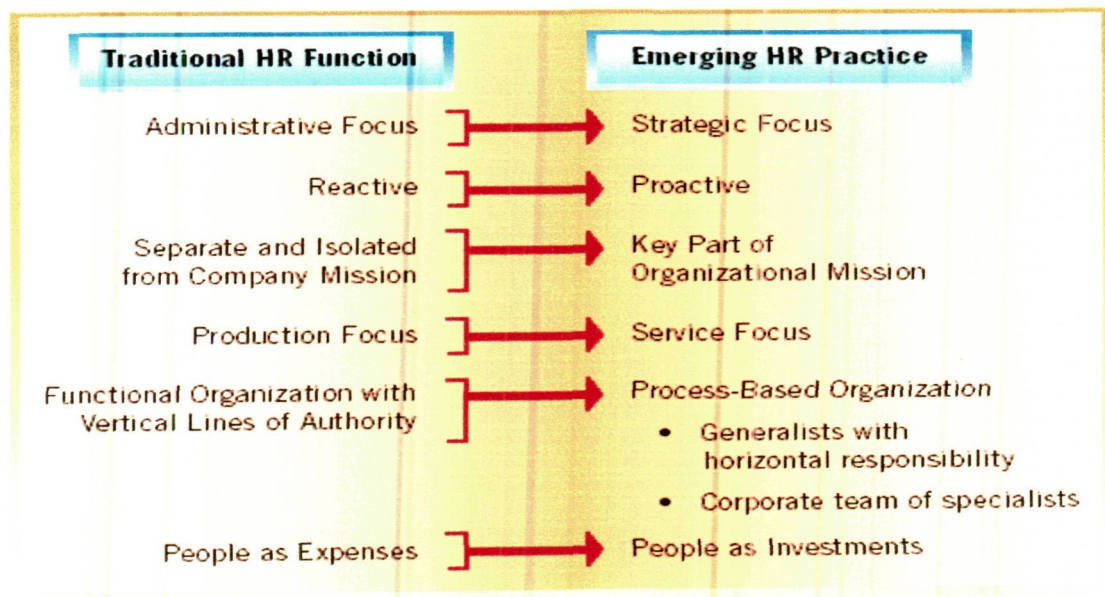 Traditional HR Function
Emerging HR Practice
Administrative Focus
Strategic Focus
Reactive
Proactive
Separate and Isolated
from Company Mission
Key Part of
Organizational Mission
Production Focus
Service Focus
Functional Organization with
Vertical Lines of Authority
Process-Based Organization
• Generalists with
horizontal responsibility
• Corporate team of specialists
People as Expenses
People as Investments